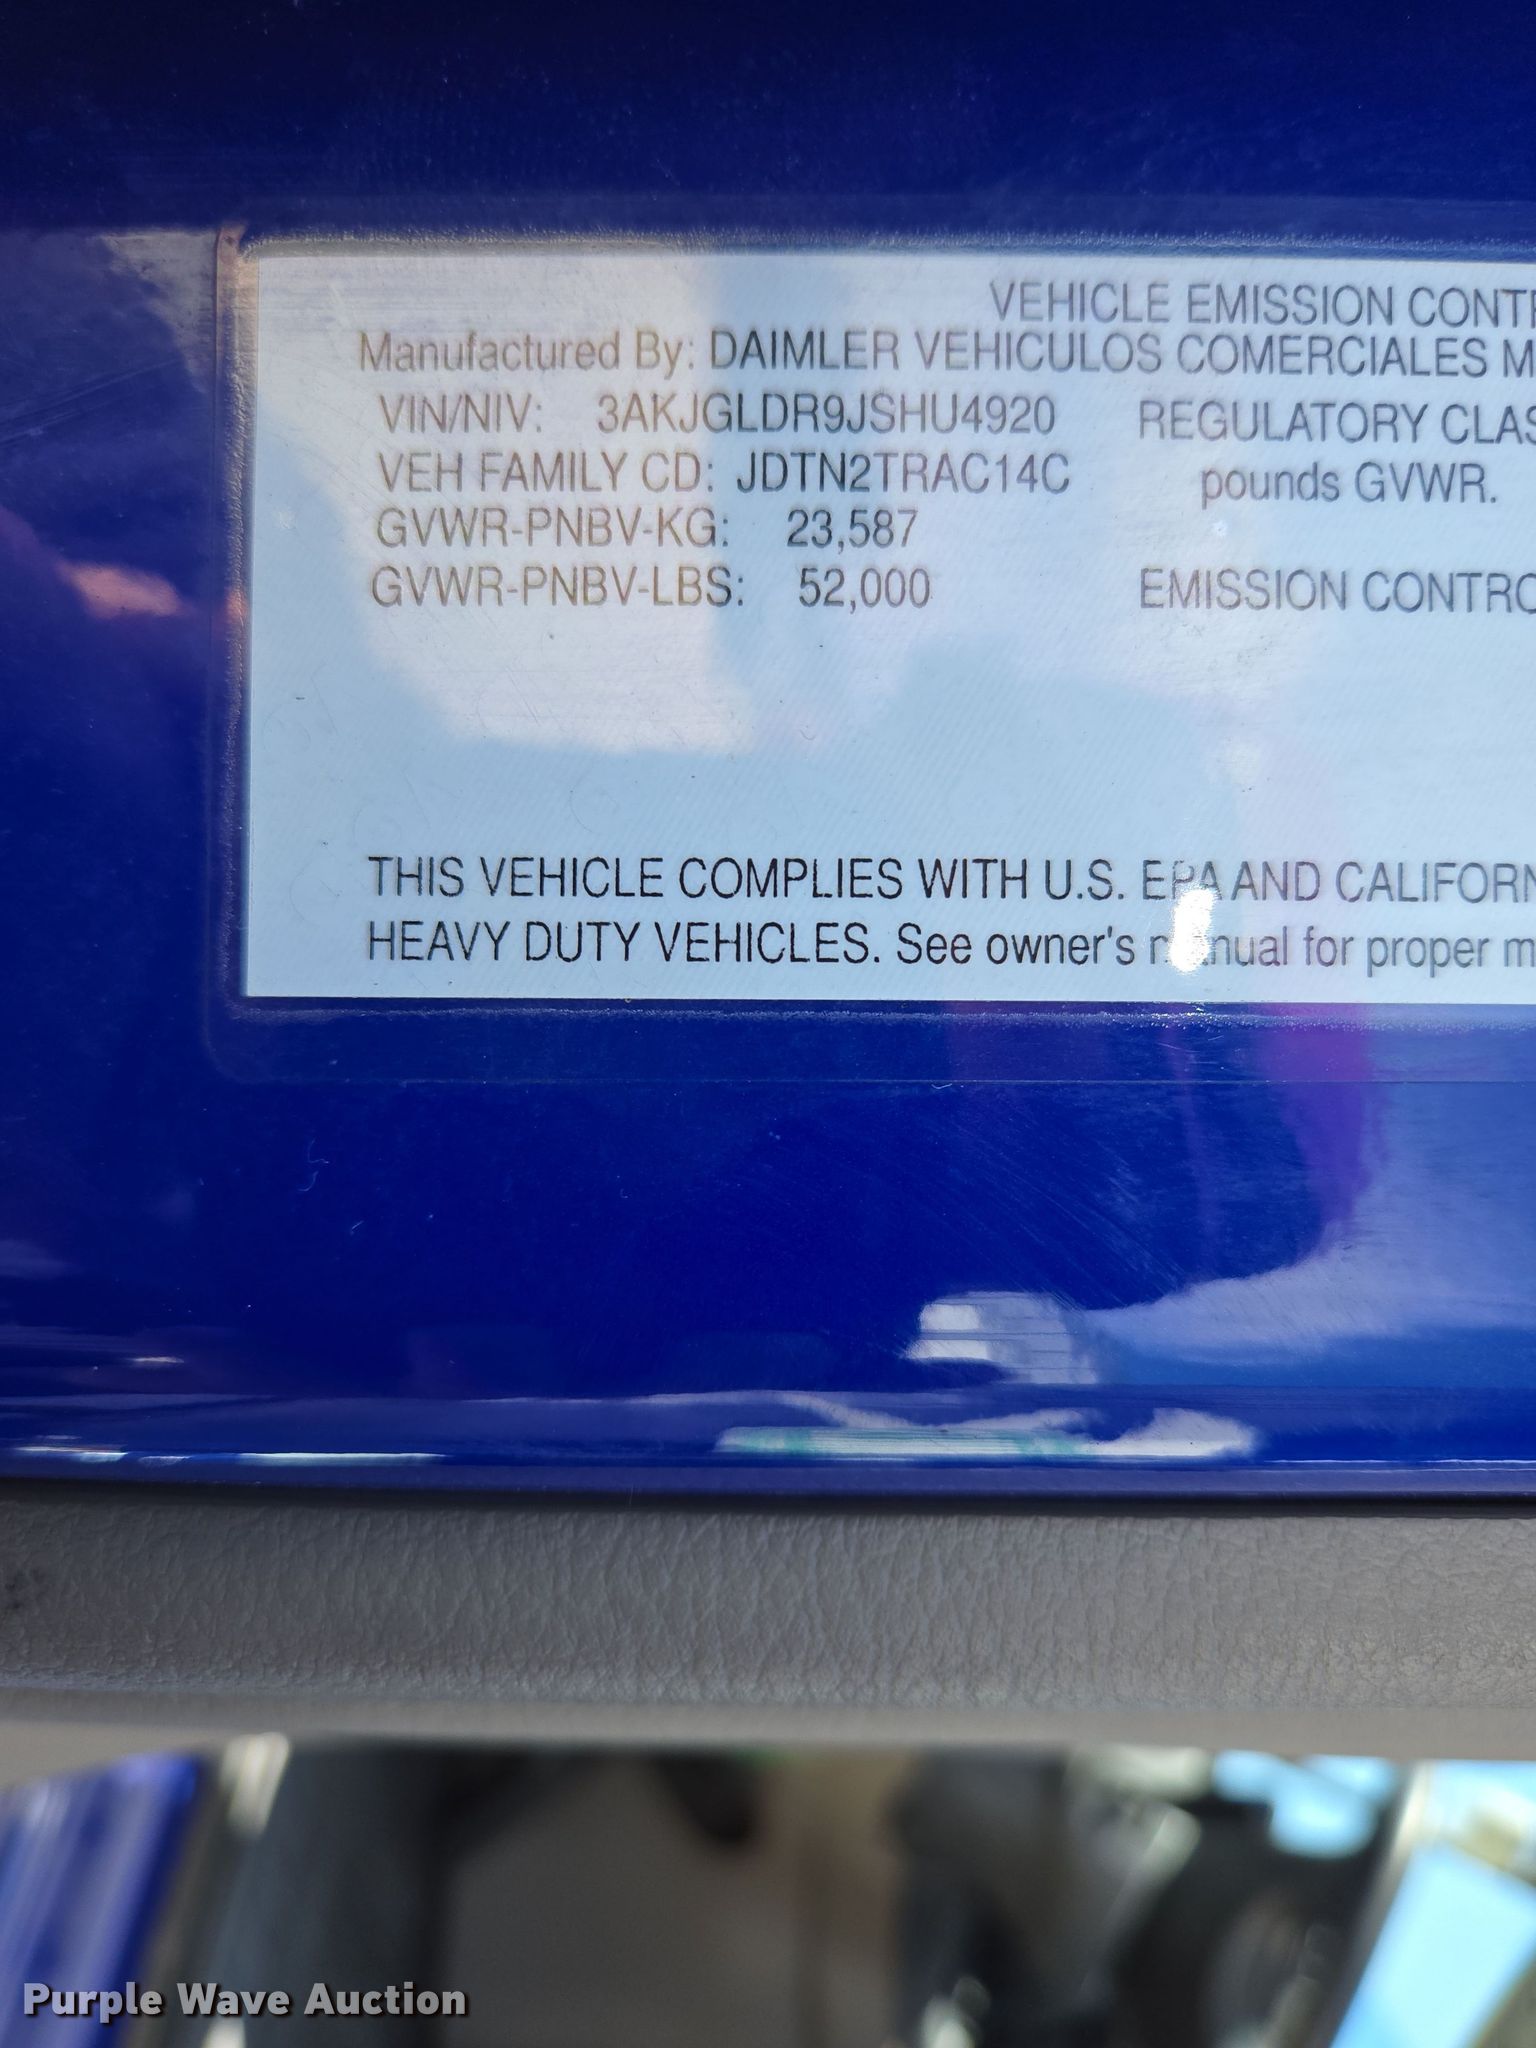 VEHICLE EMISSION CONTR
Manufactured By: DAIMLER VEHICULOS COMERCIALES M
VIN/NIV: 3AKJGLDR9JSHU4920 REGULATORY CLAS
VEH FAMILY CD: JDTN2TRAC14C pounds GVWR.
GVWR-PNBV-KG: 23,587
GVWR-PNBV-LBS: 52,000 EMISSION CONTRO
THIS VEHICLE COMPLIES WITH U.S. EPA AND CALIFORN
HEAVY DUTY VEHICLES. See owner's manual for proper m
Purple Wave Auction